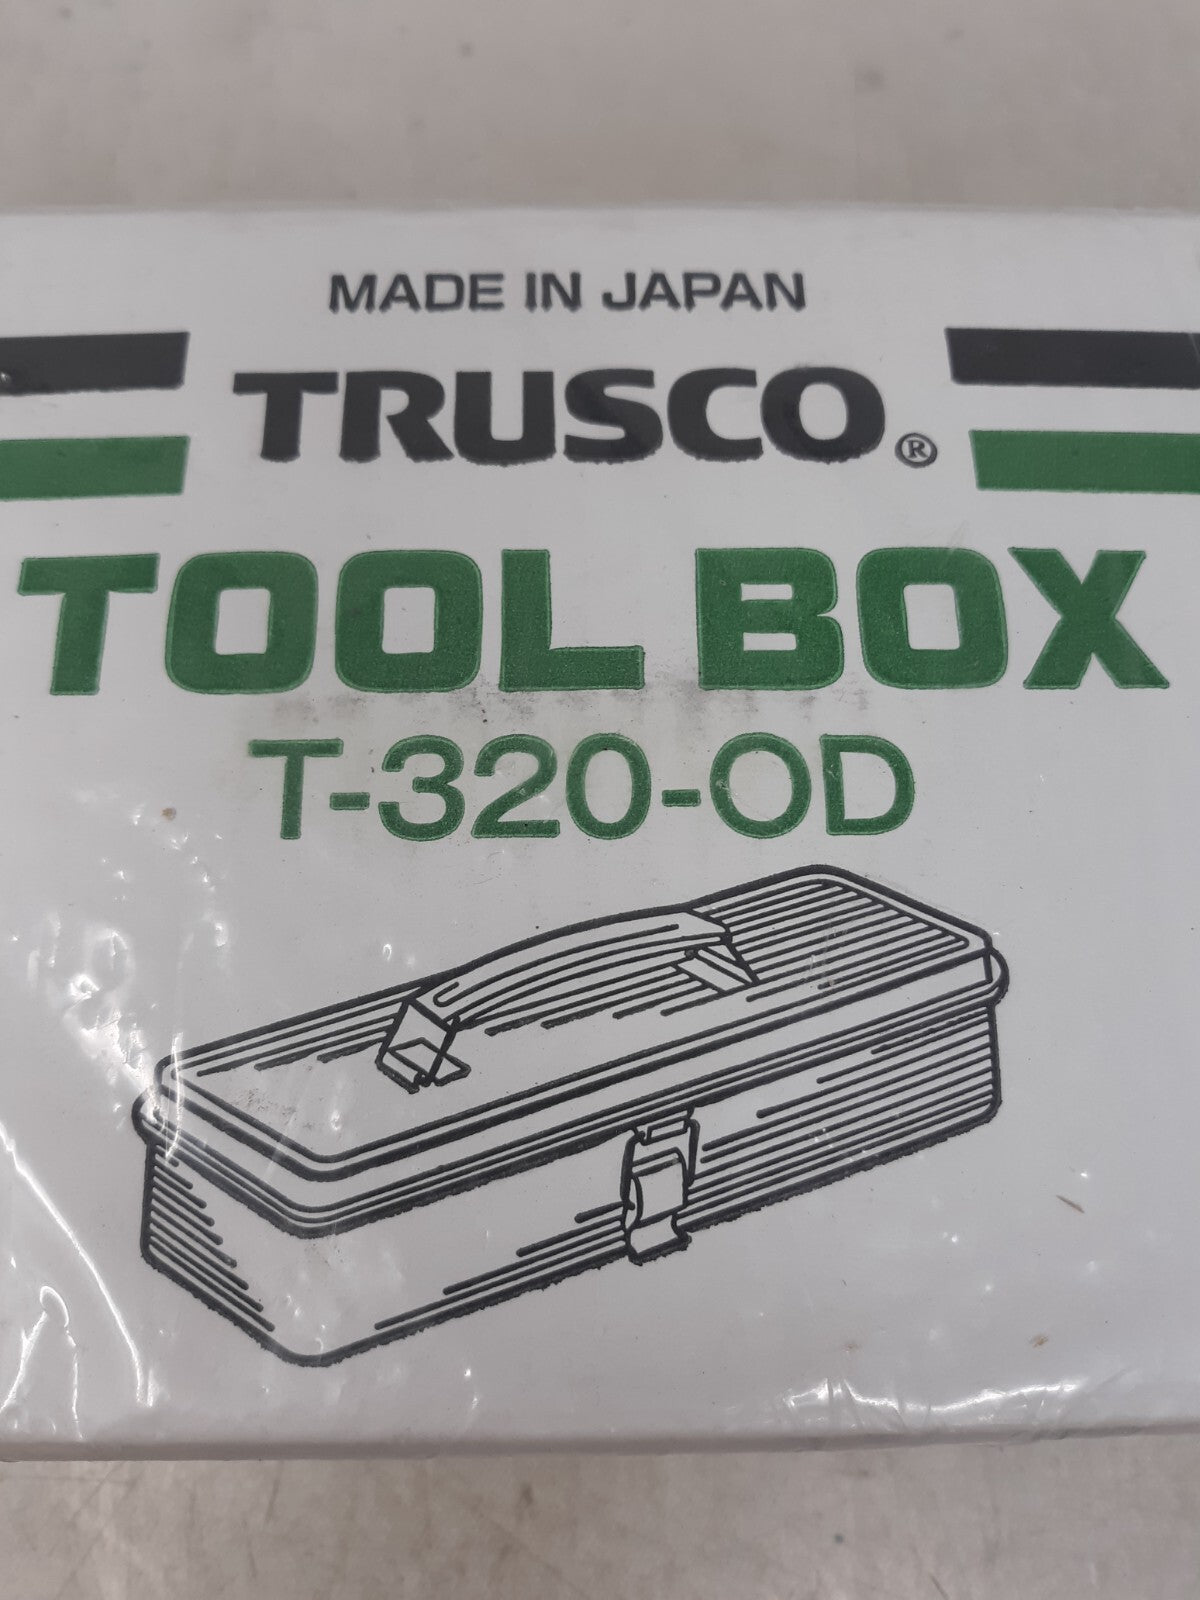 MADE IN JAPAN
TRUSCO®
TOOL BOX
T-320-OD